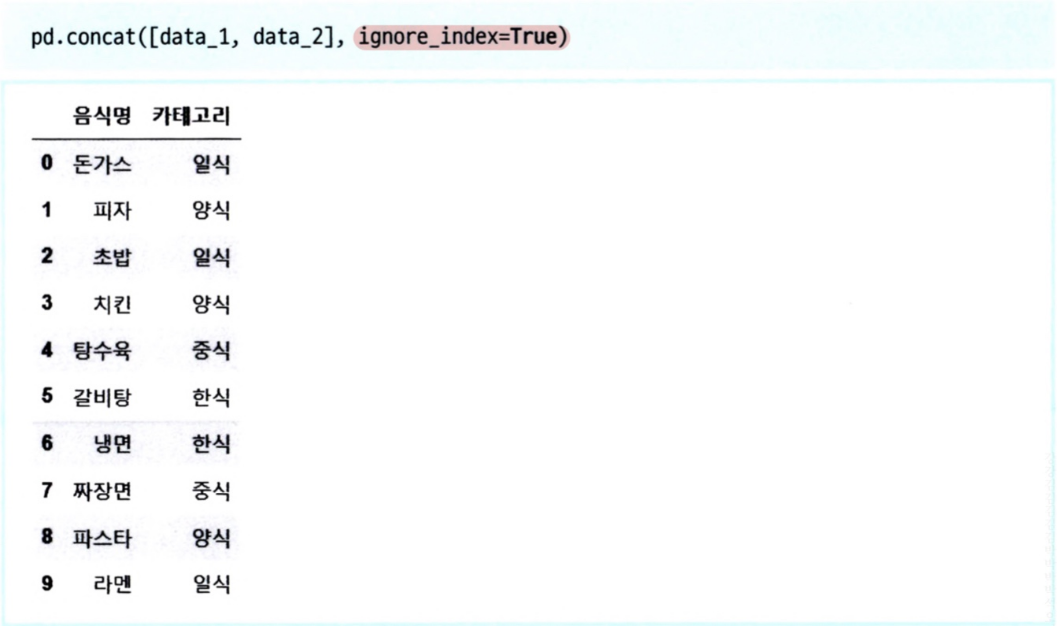 pd.concat([data_1, data_2], ignore_index=True)
음식명 카테고리
0 돈가스 일식
1 피자 양식
2 초밥 일식
3 치킨 양식
4 탕수육 중식
5 갈비탕 한식
6 냉면 한식
7 짜장면 중식
8 파스타 양식
9 라멘 일식